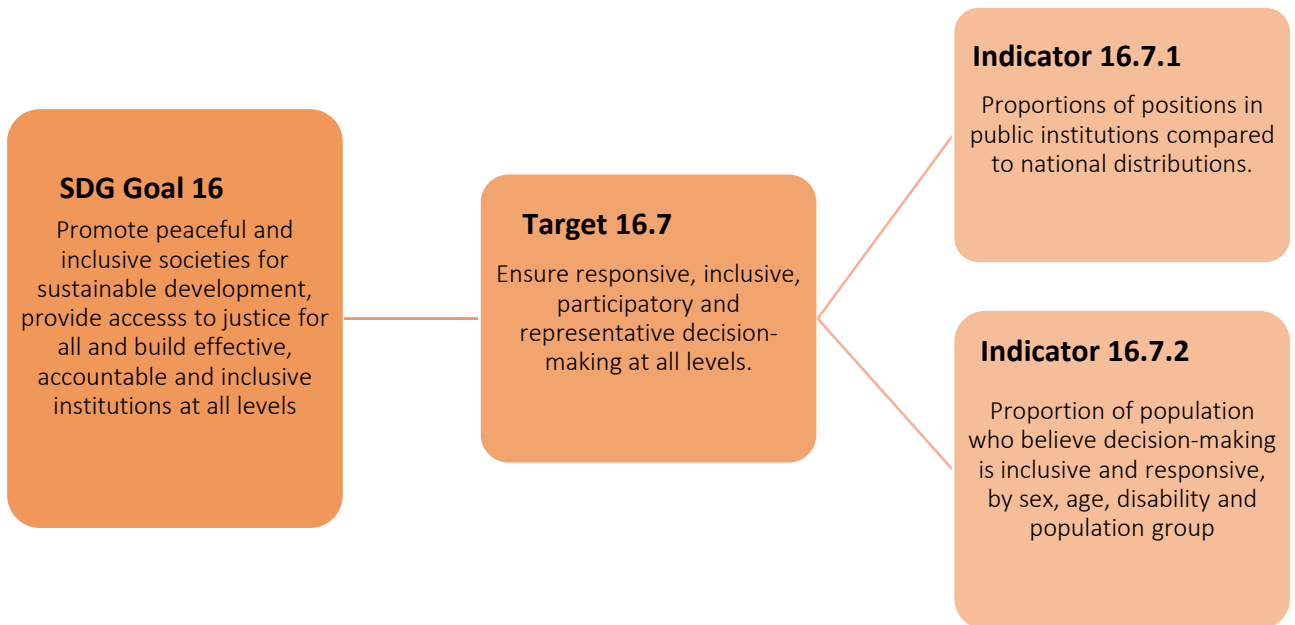 SDG Goal 16
Promote peaceful and
inclusive societies for
sustainable development,
provide accesss to justice for
all and build effective,
accountable and inclusive
institutions at all levels
Target 16.7
Ensure responsive, inclusive,
participatory and
representative decision-
making at all levels.
Indicator 16.7.1
Proportions of positions in
public institutions compared
to national distributions.
Indicator 16.7.2
Proportion of population
who believe decision-making
is inclusive and responsive,
by sex, age, disability and
population group